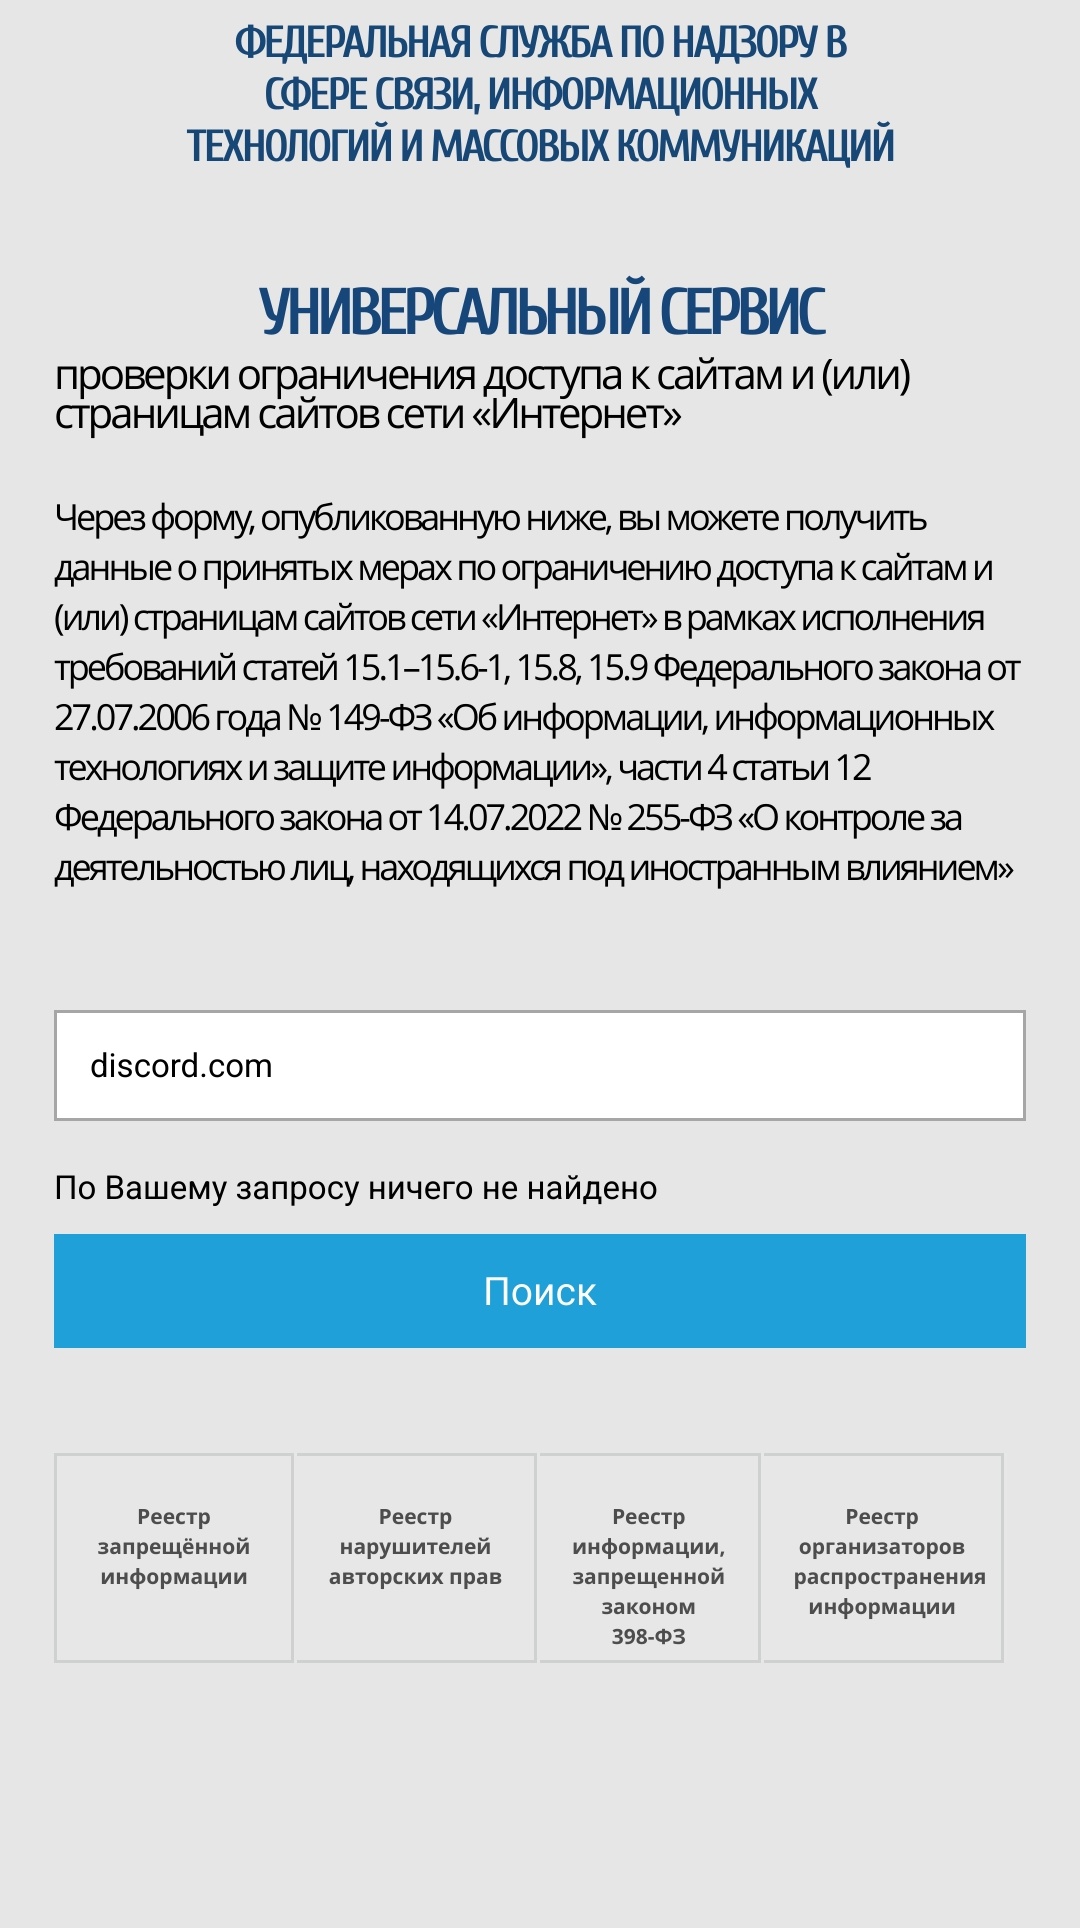 ФЕДЕРАЛЬНАЯ СЛУЖБА ПО НАДЗОРУ В
СФЕРЕ СВЯЗИ, ИНФОРМАЦИОННЫХ
ТЕХНОЛОГИЙ И МАССОВЫХ КОММУНИКАЦИЙ
УНИВЕРСАЛЬНЫЙ СЕРВИС
проверки ограничения доступа к сайтам и (или)
страницам сайтов сети «Интернет»
Через форму, опубликованную ниже, вы можете получить
данные о принятых мерах по ограничению доступа к сайтам и
(или) страницам сайтов сети «Интернет» в рамках исполнения
требований статей 15.1–15.6-1, 15.8, 15.9 Федерального закона от
27.07.2006 года № 149-ФЗ «Об информации, информационных
технологиях и защите информации», части 4 статьи 12
Федерального закона от 14.07.2022 № 255-ФЗ «О контроле за
деятельностью лиц, находящихся под иностранным влиянием»
discord.com
По Вашему запросу ничего не найдено
Поиск
Реестр
запрещённой
информации
Реестр
нарушителей
авторских прав
Реестр
информации,
запрещенной
законом
398-ФЗ
Реестр
организаторов
распространения
информации